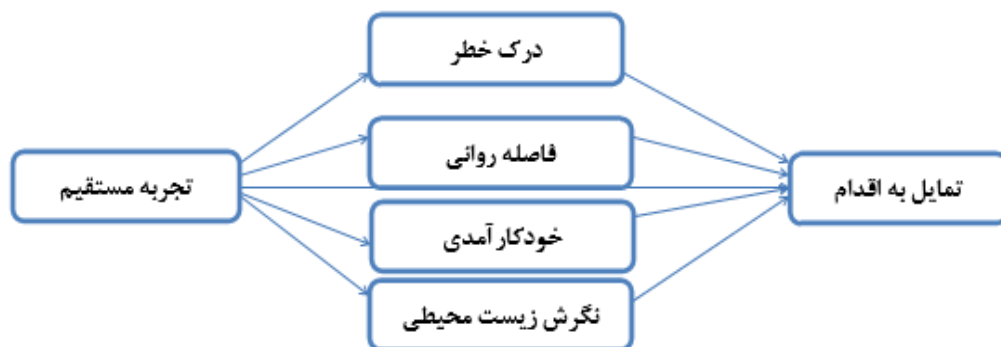 درک خطر
فاصله روانی
تجربه مستقیم
تمایل به اقدام
خودکارآمدی
نگرش زیست محیطی